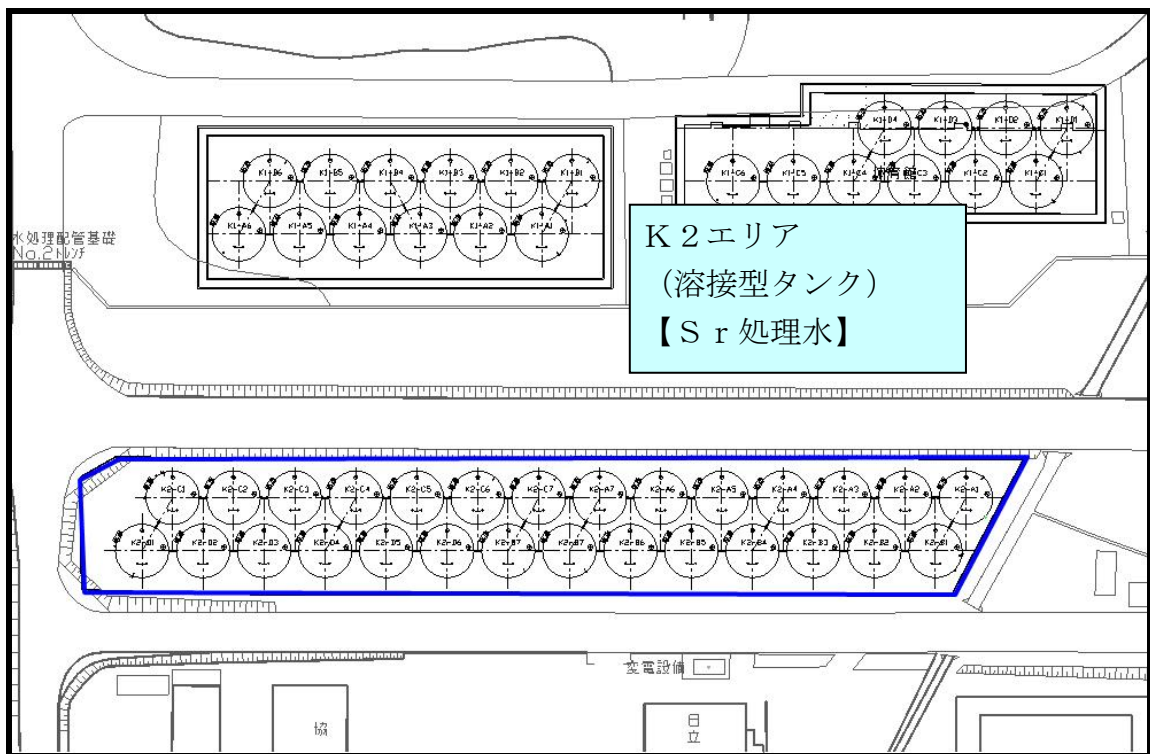 K1-D4 K1-D3 K1-D2 K1-D1
K1-B6 K1-B5 K1-B4 K1-B3 K1-B2 K1-B1
K1-C6 K1-C5 K1-C4 K1-C3 K1-C2 K1-C1
K1-A6 K1-A5 K1-A4 K1-A3 K1-A2 K1-A1
水処理配管基礎
No.2トレンチ
K2エリア
（溶接型タンク）
【Sr処理水】
K2-C1 K2-C2 K2-C3 K2-C4 K2-C5 K2-C6 K2-C7 K2-A7 K2-A6 K2-A5 K2-A4 K2-A3 K2-A2 K2-A1
K2-D1 K2-D2 K2-D3 K2-D4 K2-D5 K2-D6 K2-B7 K2-B6 K2-B5 K2-B4 K2-B3 K2-B2 K2-B1
変電設備
協
日
立